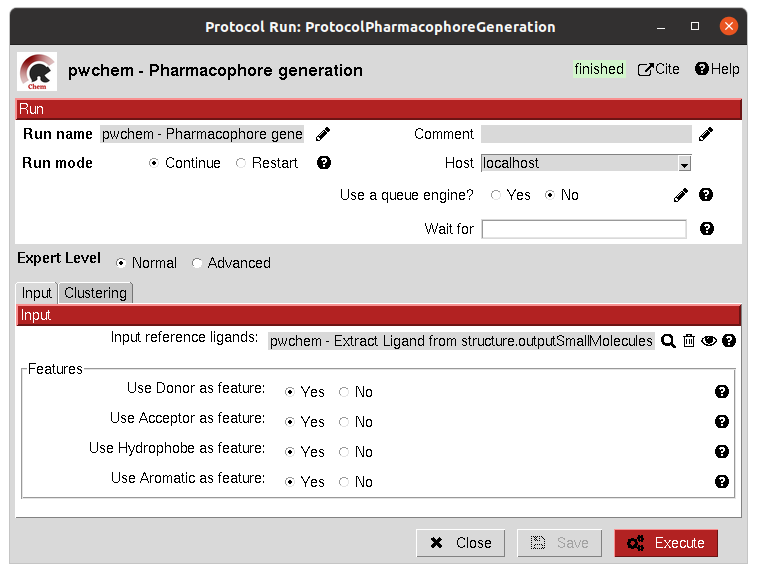 Protocol Run: ProtocolPharmacophoreGeneration
Chem
pwchem - Pharmacophore generation
finished Cite Help
Run
Run name pwchem - Pharmacophore gene Comment
Run mode Continue Restart Host localhost
Use a queue engine? Yes No
Wait for
Expert Level Normal Advanced
Input Clustering
Input
Input reference ligands: pwchem - Extract Ligand from structure.outputSmallMolecules
Features
Use Donor as feature: Yes No
Use Acceptor as feature: Yes No
Use Hydrophobe as feature: Yes No
Use Aromatic as feature: Yes No
Close Save Execute